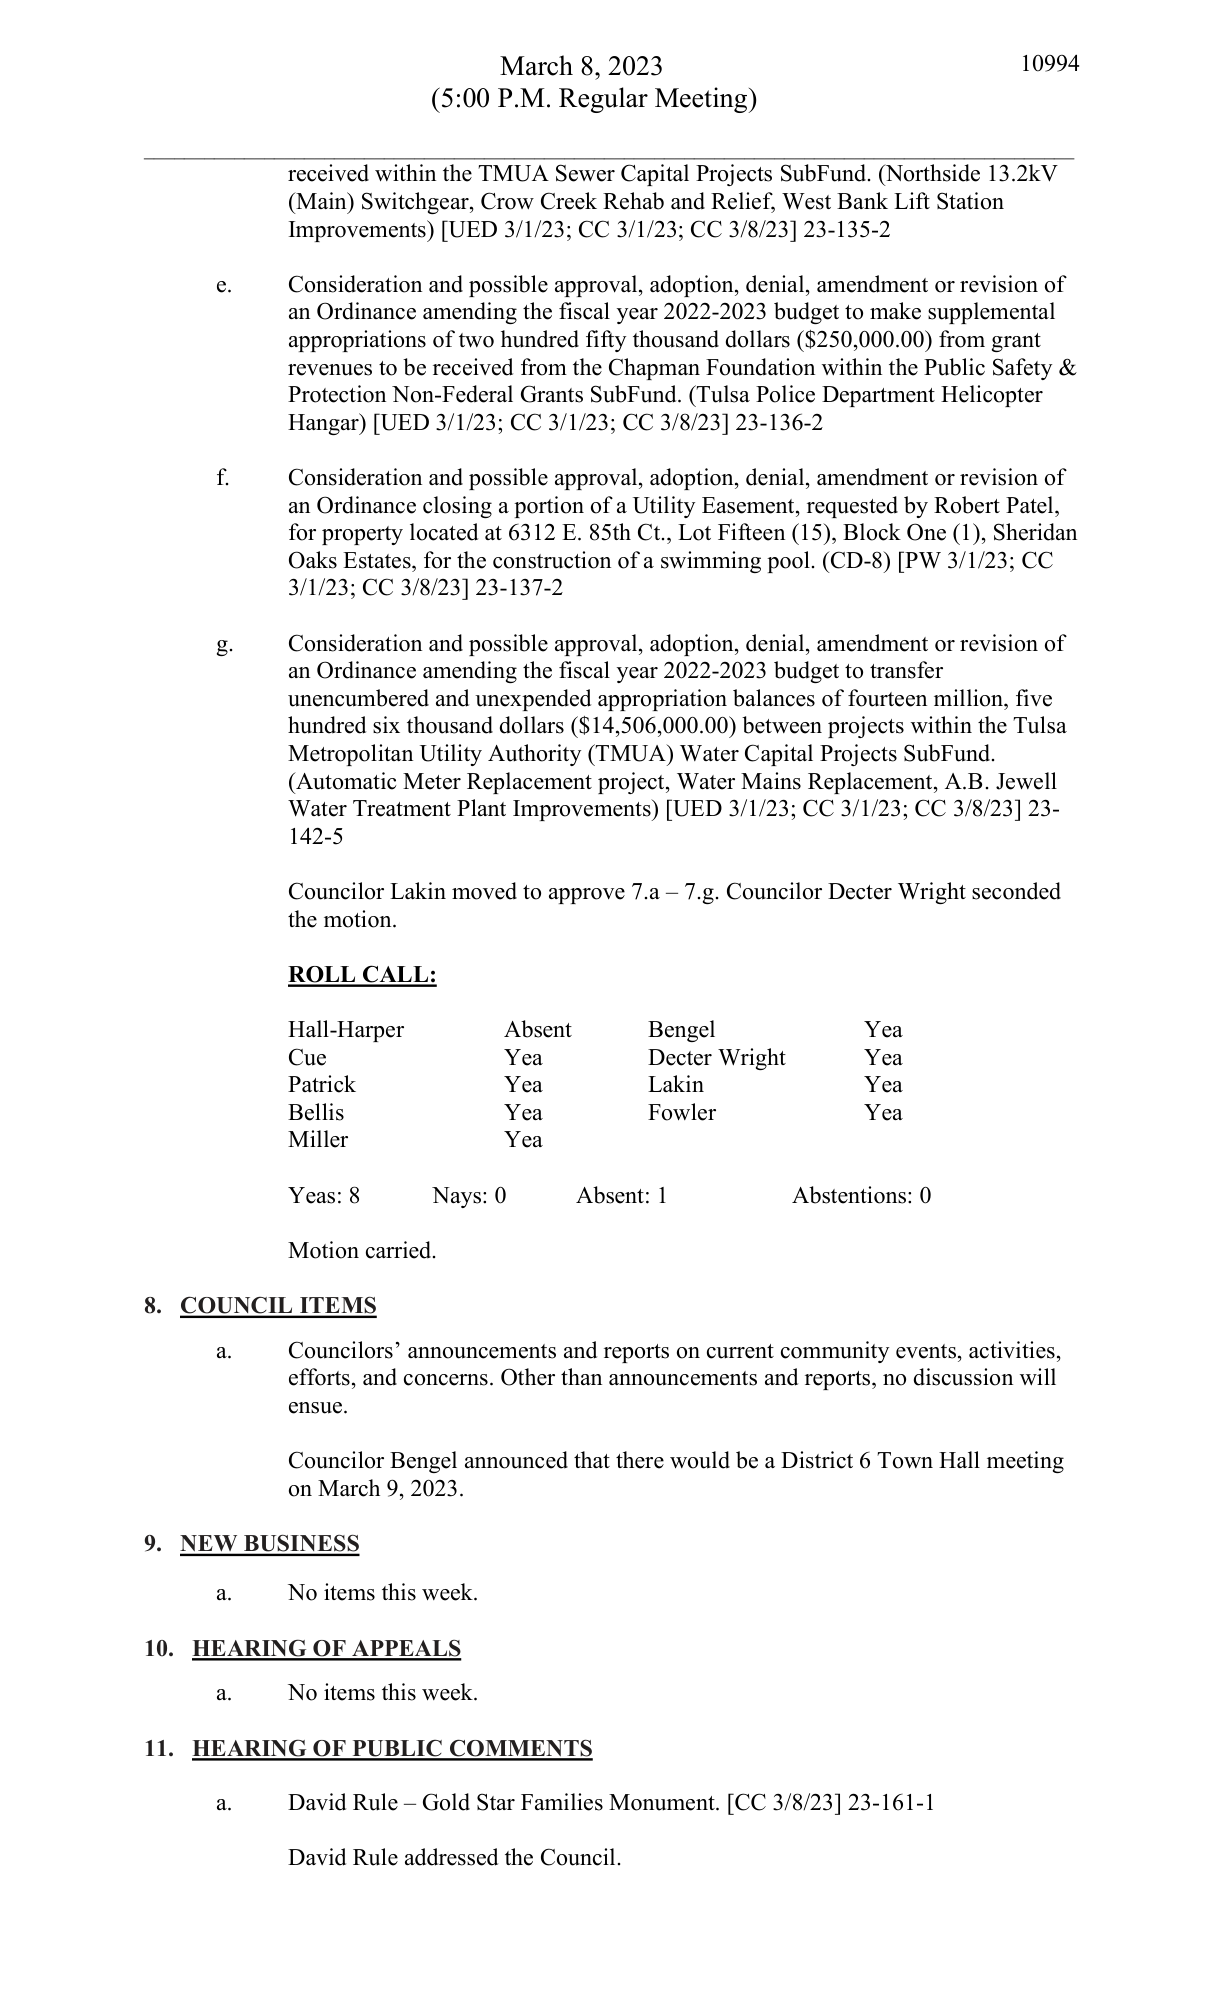 March 8, 2023
10994
(5:00 P.M. Regular Meeting)
received within the TMUA Sewer Capital Projects SubFund. (Northside 13.2kV
(Main) Switchgear, Crow Creek Rehab and Relief, West Bank Lift Station
Improvements) [UED 3/1/23; CC 3/1/23; CC 3/8/23] 23-135-2
e. Consideration and possible approval, adoption, denial, amendment or revision of
an Ordinance amending the fiscal year 2022-2023 budget to make supplemental
appropriations of two hundred fifty thousand dollars ($250,000.00) from grant
revenues to be received from the Chapman Foundation within the Public Safety &
Protection Non-Federal Grants SubFund. (Tulsa Police Department Helicopter
Hangar) [UED 3/1/23; CC 3/1/23; CC 3/8/23] 23-136-2
f. Consideration and possible approval, adoption, denial, amendment or revision of
an Ordinance closing a portion of a Utility Easement, requested by Robert Patel,
for property located at 6312 E. 85th Ct., Lot Fifteen (15), Block One (1), Sheridan
Oaks Estates, for the construction of a swimming pool. (CD-8) [PW 3/1/23; CC
3/1/23; CC 3/8/23] 23-137-2
g. Consideration and possible approval, adoption, denial, amendment or revision of
an Ordinance amending the fiscal year 2022-2023 budget to transfer
unencumbered and unexpended appropriation balances of fourteen million, five
hundred six thousand dollars ($14,506,000.00) between projects within the Tulsa
Metropolitan Utility Authority (TMUA) Water Capital Projects SubFund.
(Automatic Meter Replacement project, Water Mains Replacement, A.B. Jewell
Water Treatment Plant Improvements) [UED 3/1/23; CC 3/1/23; CC 3/8/23] 23-
142-5
Councilor Lakin moved to approve 7.a – 7.g. Councilor Decter Wright seconded
the motion.
ROLL CALL:
Hall-Harper Absent Bengel Yea
Cue Yea Decter Wright Yea
Patrick Yea Lakin Yea
Bellis Yea Fowler Yea
Miller Yea
Yeas: 8 Nays: 0 Absent: 1 Abstentions: 0
Motion carried.
8. COUNCIL ITEMS
a. Councilors’ announcements and reports on current community events, activities,
efforts, and concerns. Other than announcements and reports, no discussion will
ensue.
Councilor Bengel announced that there would be a District 6 Town Hall meeting
on March 9, 2023.
9. NEW BUSINESS
a. No items this week.
10. HEARING OF APPEALS
a. No items this week.
11. HEARING OF PUBLIC COMMENTS
a. David Rule – Gold Star Families Monument. [CC 3/8/23] 23-161-1
David Rule addressed the Council.